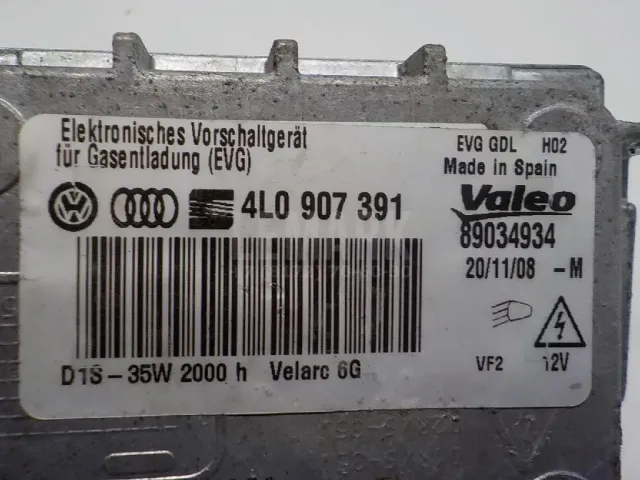 Elektronisches Vorschaltgerät
für Gasentladung (EVG)
EVG GDL H02
Made in Spain
4L0 907 391
Valeo
89034934
20/11/08 -M
D1S-35W 2000 h Velarc 6G
VF2 12V